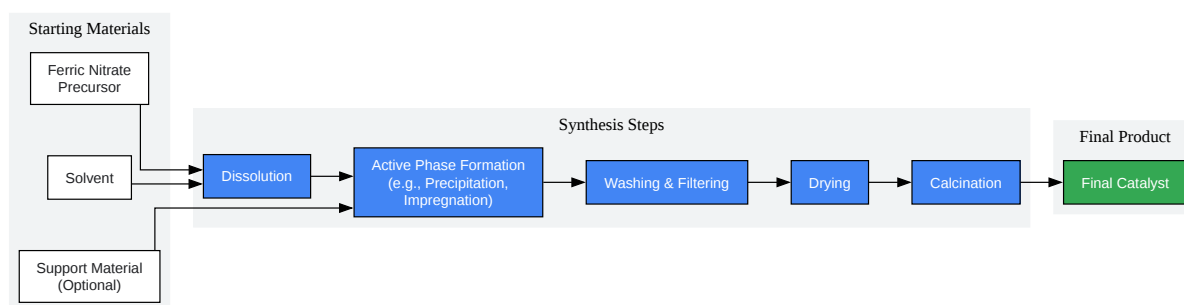 Starting Materials
Ferric Nitrate
Precursor
Solvent
Support Material
(Optional)
Synthesis Steps
Dissolution
Active Phase Formation
(e.g., Precipitation,
Impregnation)
Washing & Filtering
Drying
Calcination
Final Product
Final Catalyst